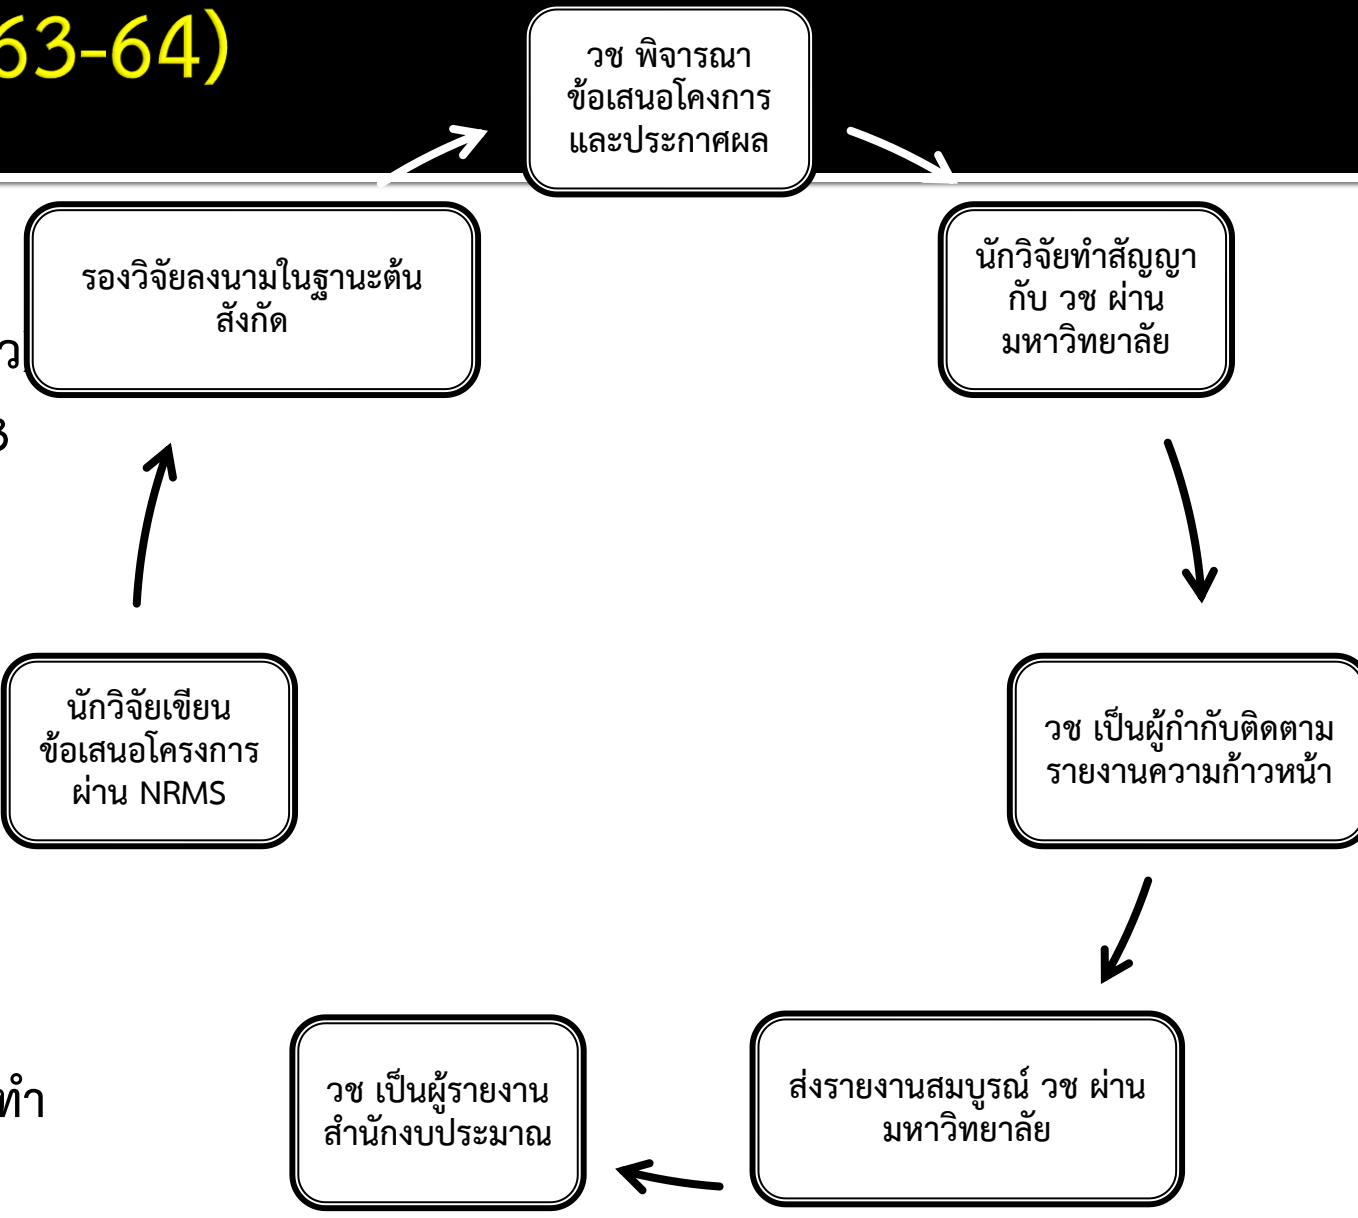 63-64)
วช พิจารณา
ข้อเสนอโคงการ
และประกาศผล
รองวิจัยลงนามในฐานะต้น
สังกัด
นักวิจัยทำสัญญา
กับ วช ผ่าน
มหาวิทยาลัย
นักวิจัยเขียน
ข้อเสนอโครงการ
ผ่าน NRMS
วช เป็นผู้กำกับติดตาม
รายงานความก้าวหน้า
ทำ
วช เป็นผู้รายงาน
สำนักงบประมาณ
ส่งรายงานสมบูรณ์ วช ผ่าน
มหาวิทยาลัย